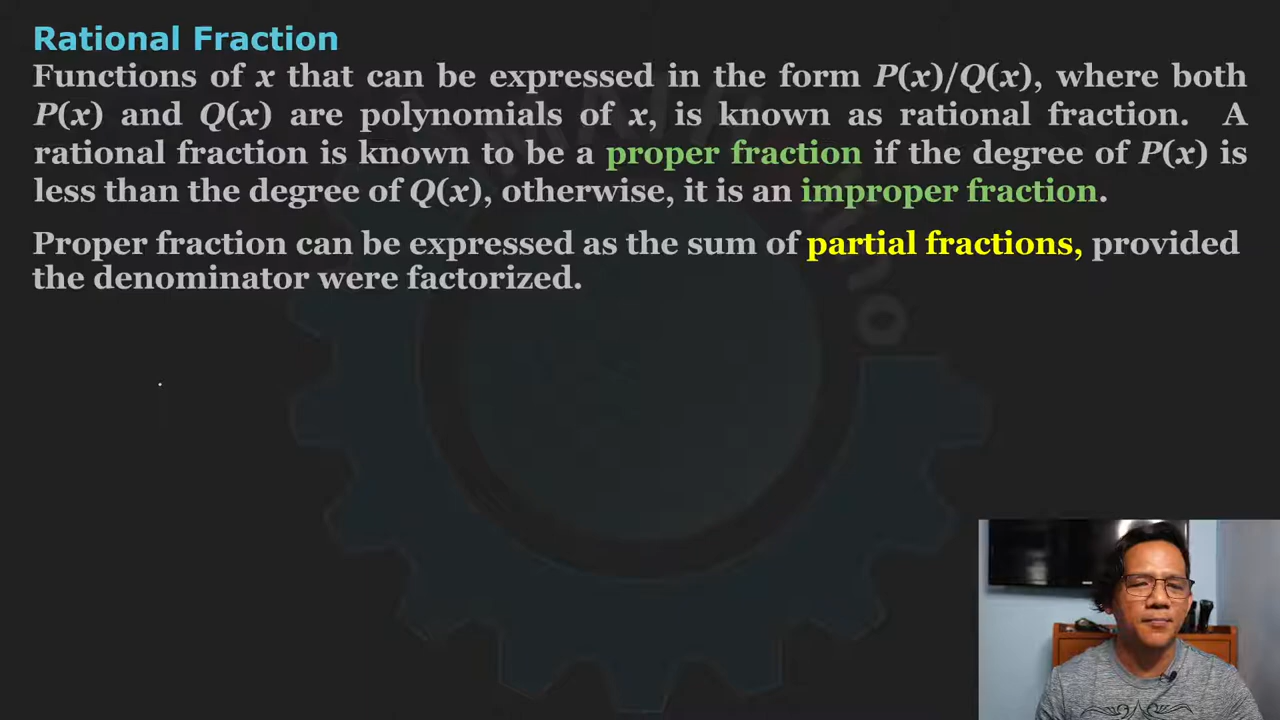 Rational Fraction
Functions of x that can be expressed in the form P(x)/Q(x), where both
P(x) and Q(x) are polynomials of x, is known as rational fraction. A
rational fraction is known to be a proper fraction if the degree of P(x) is
less than the degree of Q(x), otherwise, it is an improper fraction.
Proper fraction can be expressed as the sum of partial fractions, provided
the denominator were factorized.